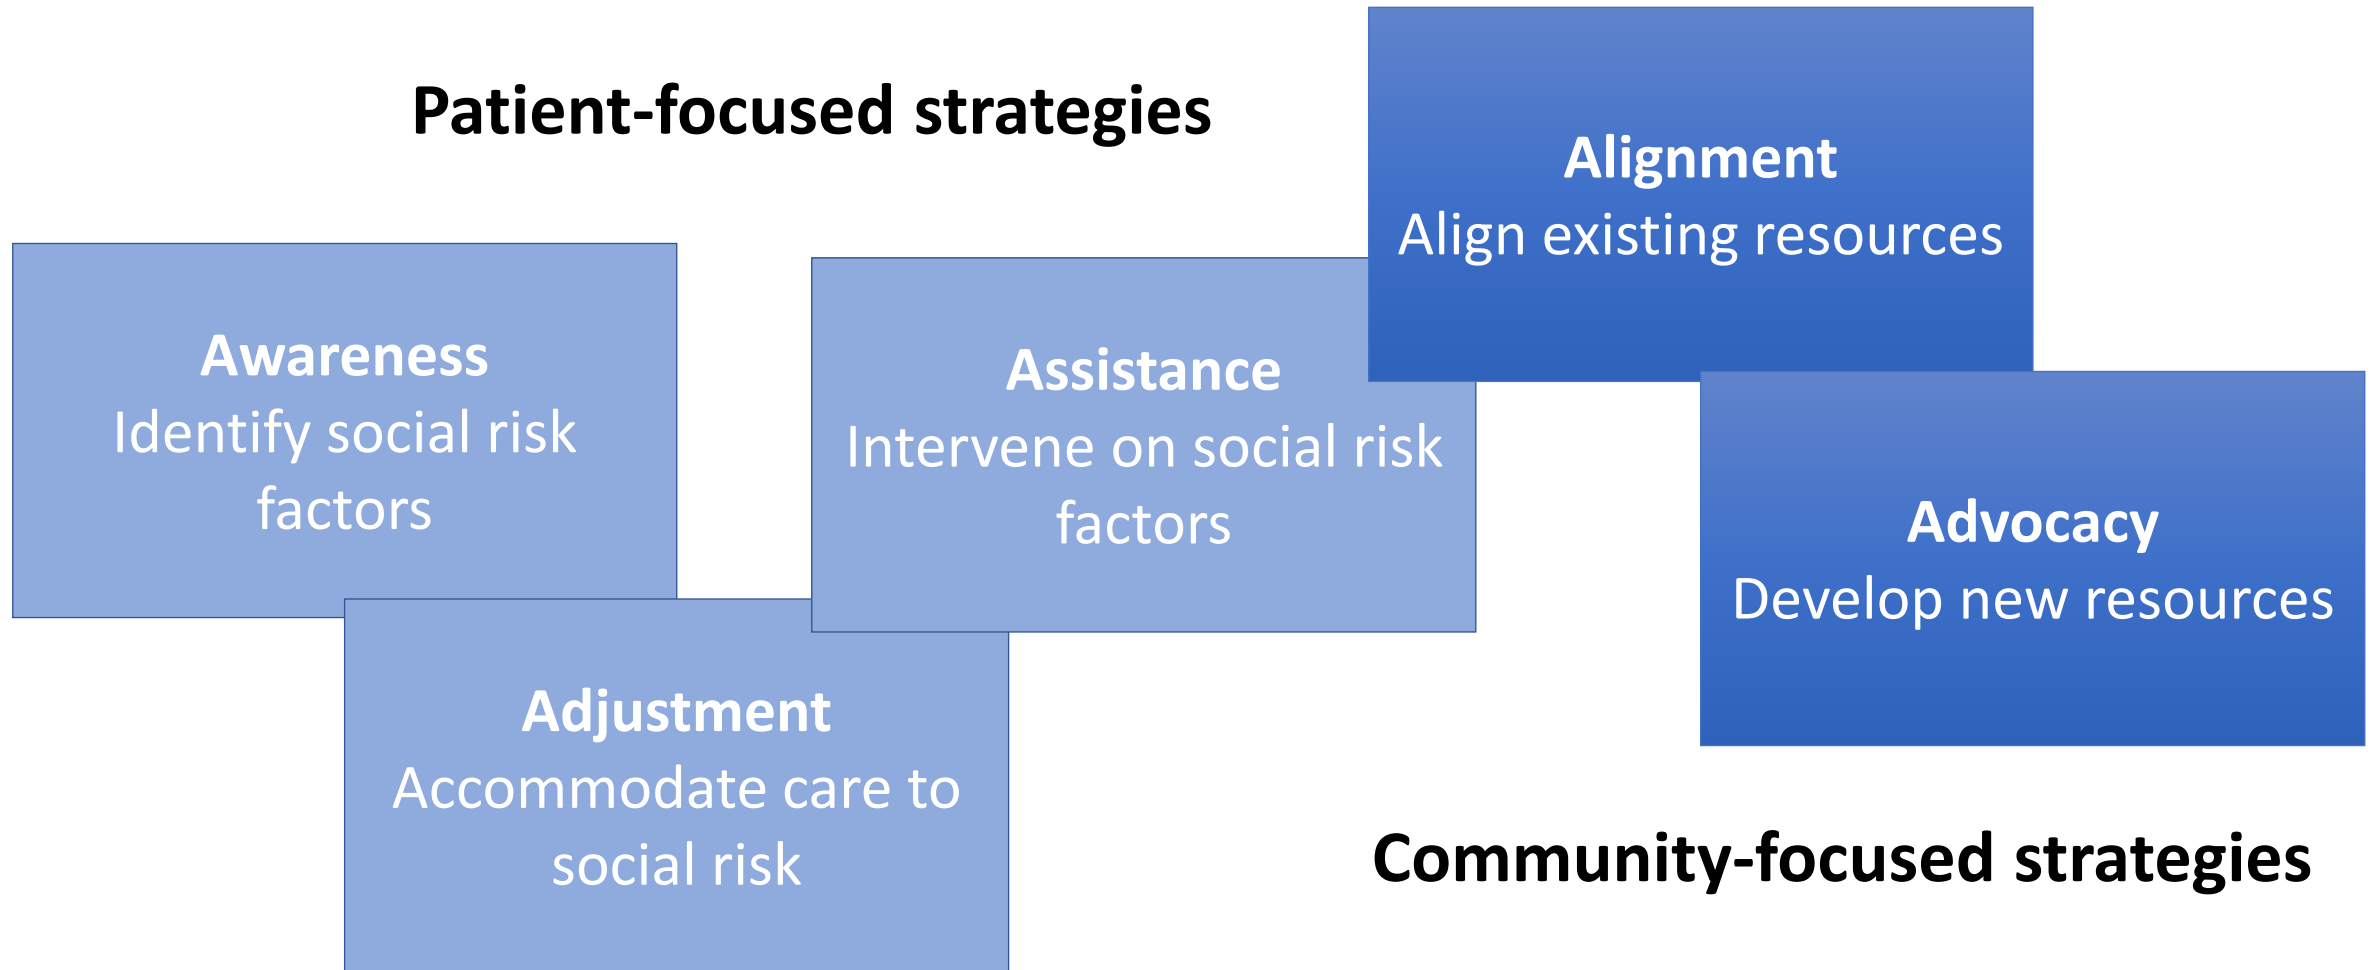 Patient-focused strategies
Awareness
Identify social risk
factors
Adjustment
Accommodate care to
social risk
Assistance
Intervene on social risk
factors
Alignment
Align existing resources
Advocacy
Develop new resources
Community-focused strategies